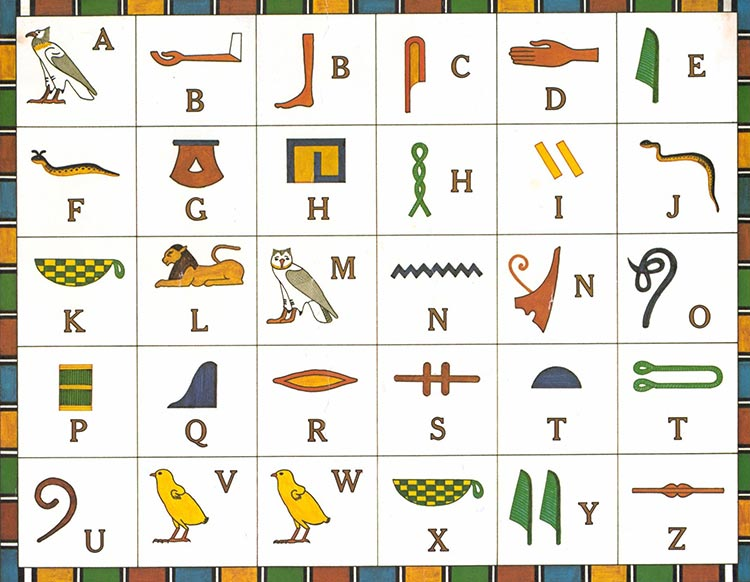 A B B C D E
F G H H I J
K L M N N O
P Q R S T T
U V W X Y Z